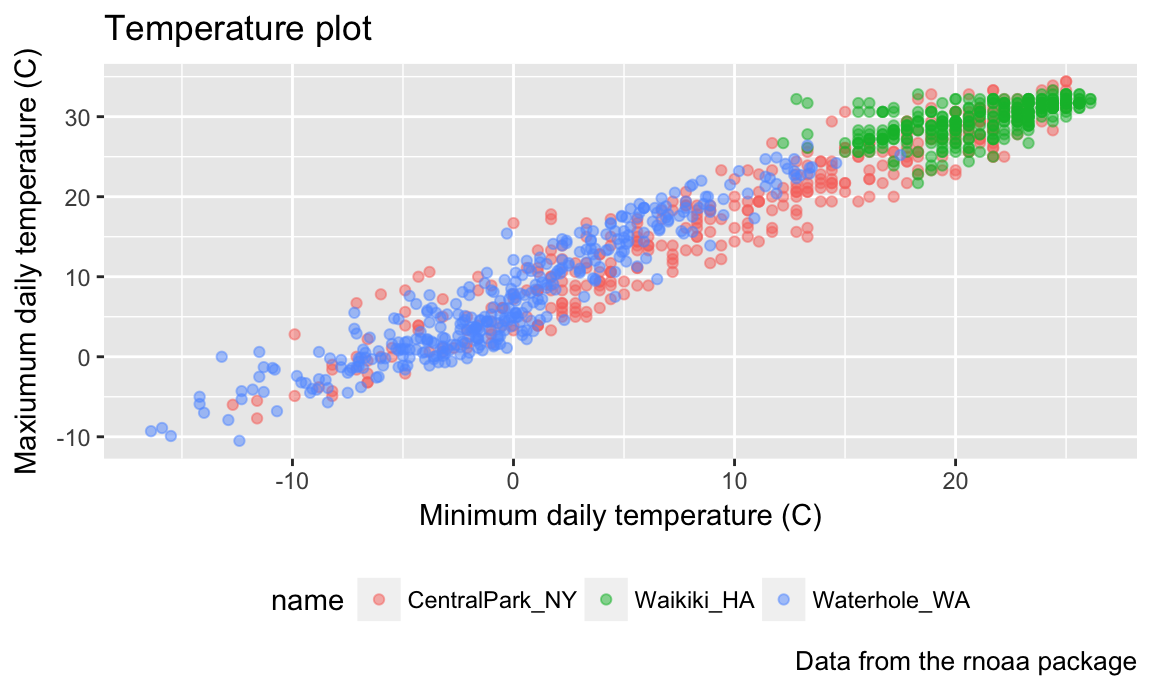 Temperature plot
Maxiumum daily temperature (C)
30
20
10
0
-10
-10 0 10 20
Minimum daily temperature (C)
name CentralPark_NY Waikiki_HA Waterhole_WA
Data from the rnoaa package